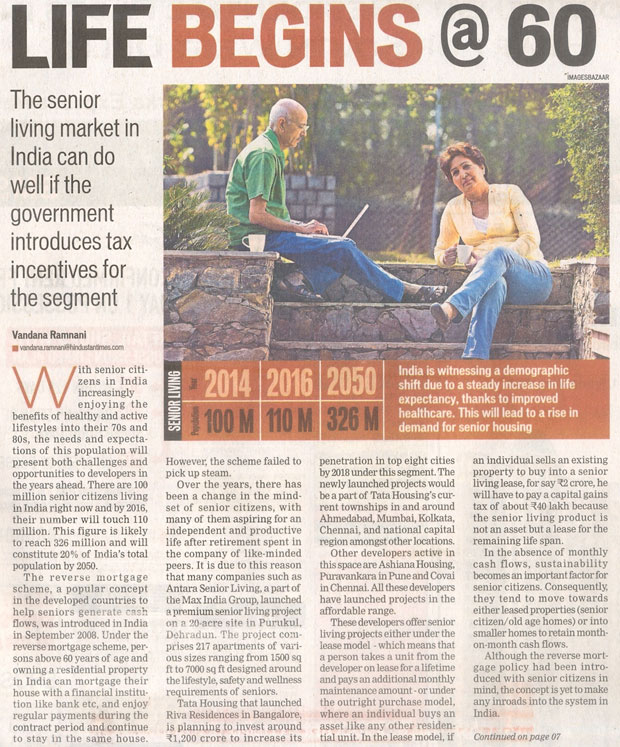 LIFE BEGINS @ 60
IMAGESBAZAAR
The senior
living market in
India can do
well if the
government
introduces tax
incentives for
the segment
Vandana Ramnani
vandana.ramnani@hindustantimes.com
SENIOR LIVING
Year 2014 2016 2050
Population 100 M 110 M 326 M
India is witnessing a demographic
shift due to a steady increase in life
expectancy, thanks to improved
healthcare. This will lead to a rise in
demand for senior housing
With senior citi-
zens in India
increasingly
enjoying the
benefits of healthy and active
lifestyles into their 70s and
80s, the needs and expecta-
tions of this population will
present both challenges and
opportunities to developers in
the years ahead. There are 100
million senior citizens living
in India right now and by 2016,
their number will touch 110
million. This figure is likely
to reach 326 million and will
constitute 20% of India's total
population by 2050.
The reverse mortgage
scheme, a popular concept
in the developed countries to
help seniors generate cash
flows, was introduced in India
in September 2008. Under the
reverse mortgage scheme, per-
sons above 60 years of age and
owning a residential property
in India can mortgage their
house with a financial institu-
tion like bank etc, and enjoy
regular payments during the
contract period and continue
to stay in the same house.
However, the scheme failed to
pick up steam.
Over the years, there has
been a change in the mind-
set of senior citizens, with
many of them aspiring for an
independent and productive
life after retirement spent in
the company of like-minded
peers. It is due to this reason
that many companies such as
Antara Senior Living, a part of
the Max India Group, launched
a premium senior living project
on a 20-acre site in Purukul,
Dehradun. The project com-
prises 217 apartments of vari-
ous sizes ranging from 1500 sq
ft to 7000 sq ft designed around
the lifestyle, safety and wellness
requirements of seniors.
Tata Housing that launched
Riva Residences in Bangalore,
is planning to invest around
₹1,200 crore to increase its
penetration in top eight cities
by 2018 under this segment. The
newly launched projects would
be a part of Tata Housing's cur-
rent townships in and around
Ahmedabad, Mumbai, Kolkata,
Chennai, and national capital
region amongst other locations.
Other developers active in
this space are Ashiana Housing,
Puravankara in Pune and Covai
in Chennai. All these developers
have launched projects in the
affordable range.
These developers offer senior
living projects either under the
lease model - which means that
a person takes a unit from the
developer on lease for a lifetime
and pays an additional monthly
maintenance amount - or under
the outright purchase model,
where an individual buys an
asset like any other residen-
tial unit. In the lease model, if
an individual sells an existing
property to buy into a senior
living lease, for say ₹2 crore, he
will have to pay a capital gains
tax of about ₹40 lakh because
the senior living product is
not an asset but a lease for the
remaining life span.
In the absence of monthly
cash flows, sustainability
becomes an important factor for
senior citizens. Consequently,
they tend to move towards
either leased properties (senior
citizen/old age homes) or into
smaller homes to retain month-
on-month cash flows.
Although the reverse mort-
gage policy had been intro-
duced with senior citizens in
mind, the concept is yet to make
any inroads into the system in
India.
Continued on page 07